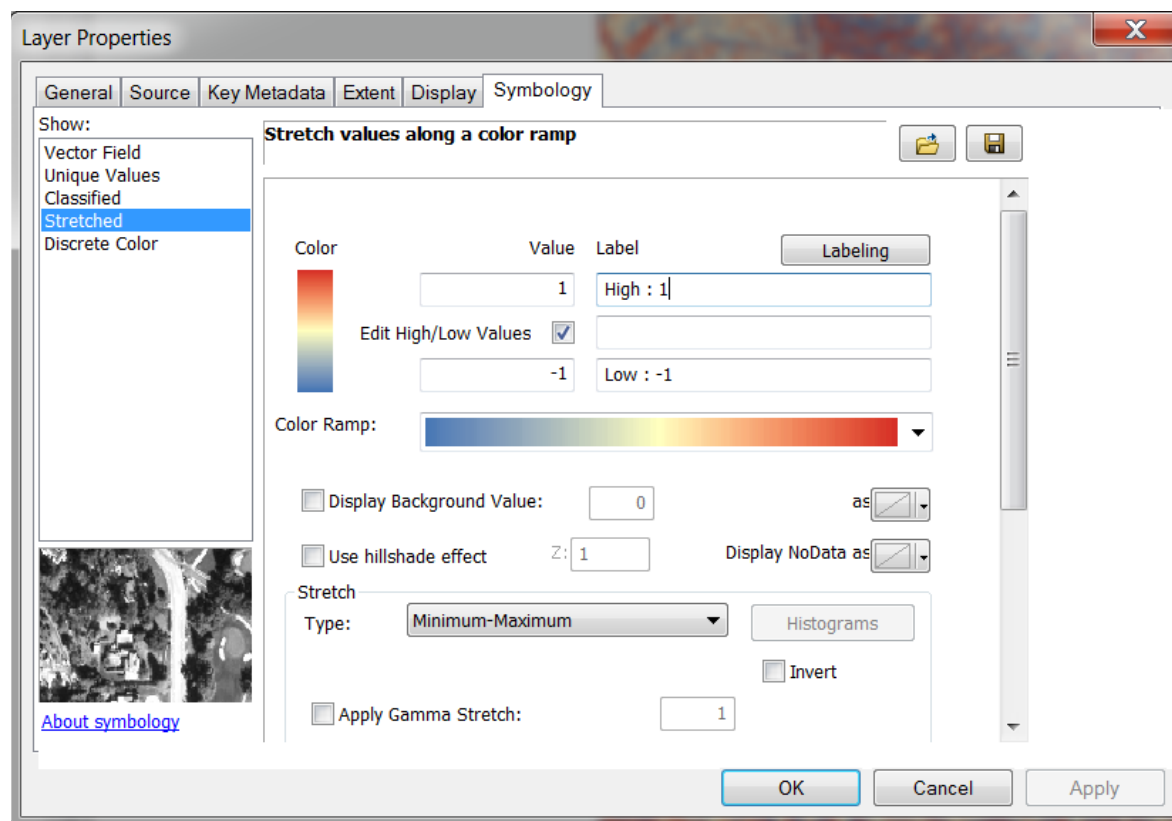 Layer Properties
General Source Key Metadata Extent Display Symbology
Show:
Vector Field
Unique Values
Classified
Stretched
Discrete Color
About symbology
Stretch values along a color ramp
Color Value Label Labeling
1 High : 1
Edit High/Low Values
-1 Low : -1
Color Ramp:
Display Background Value: 0 as
Use hillshade effect Z: 1 Display NoData as
Stretch
Type: Minimum-Maximum Histograms
Invert
Apply Gamma Stretch: 1
OK Cancel Apply